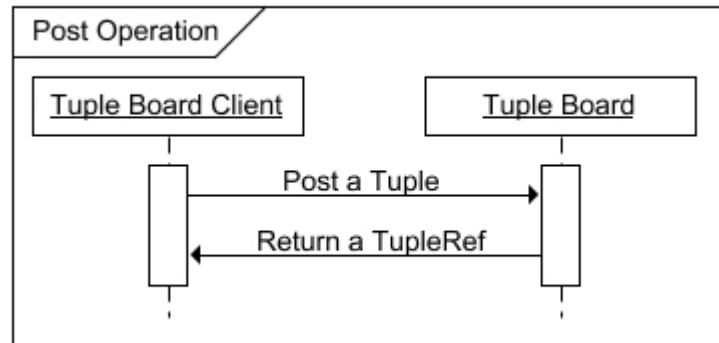 Post Operation
Tuple Board Client
Tuple Board
Post a Tuple
Return a TupleRef